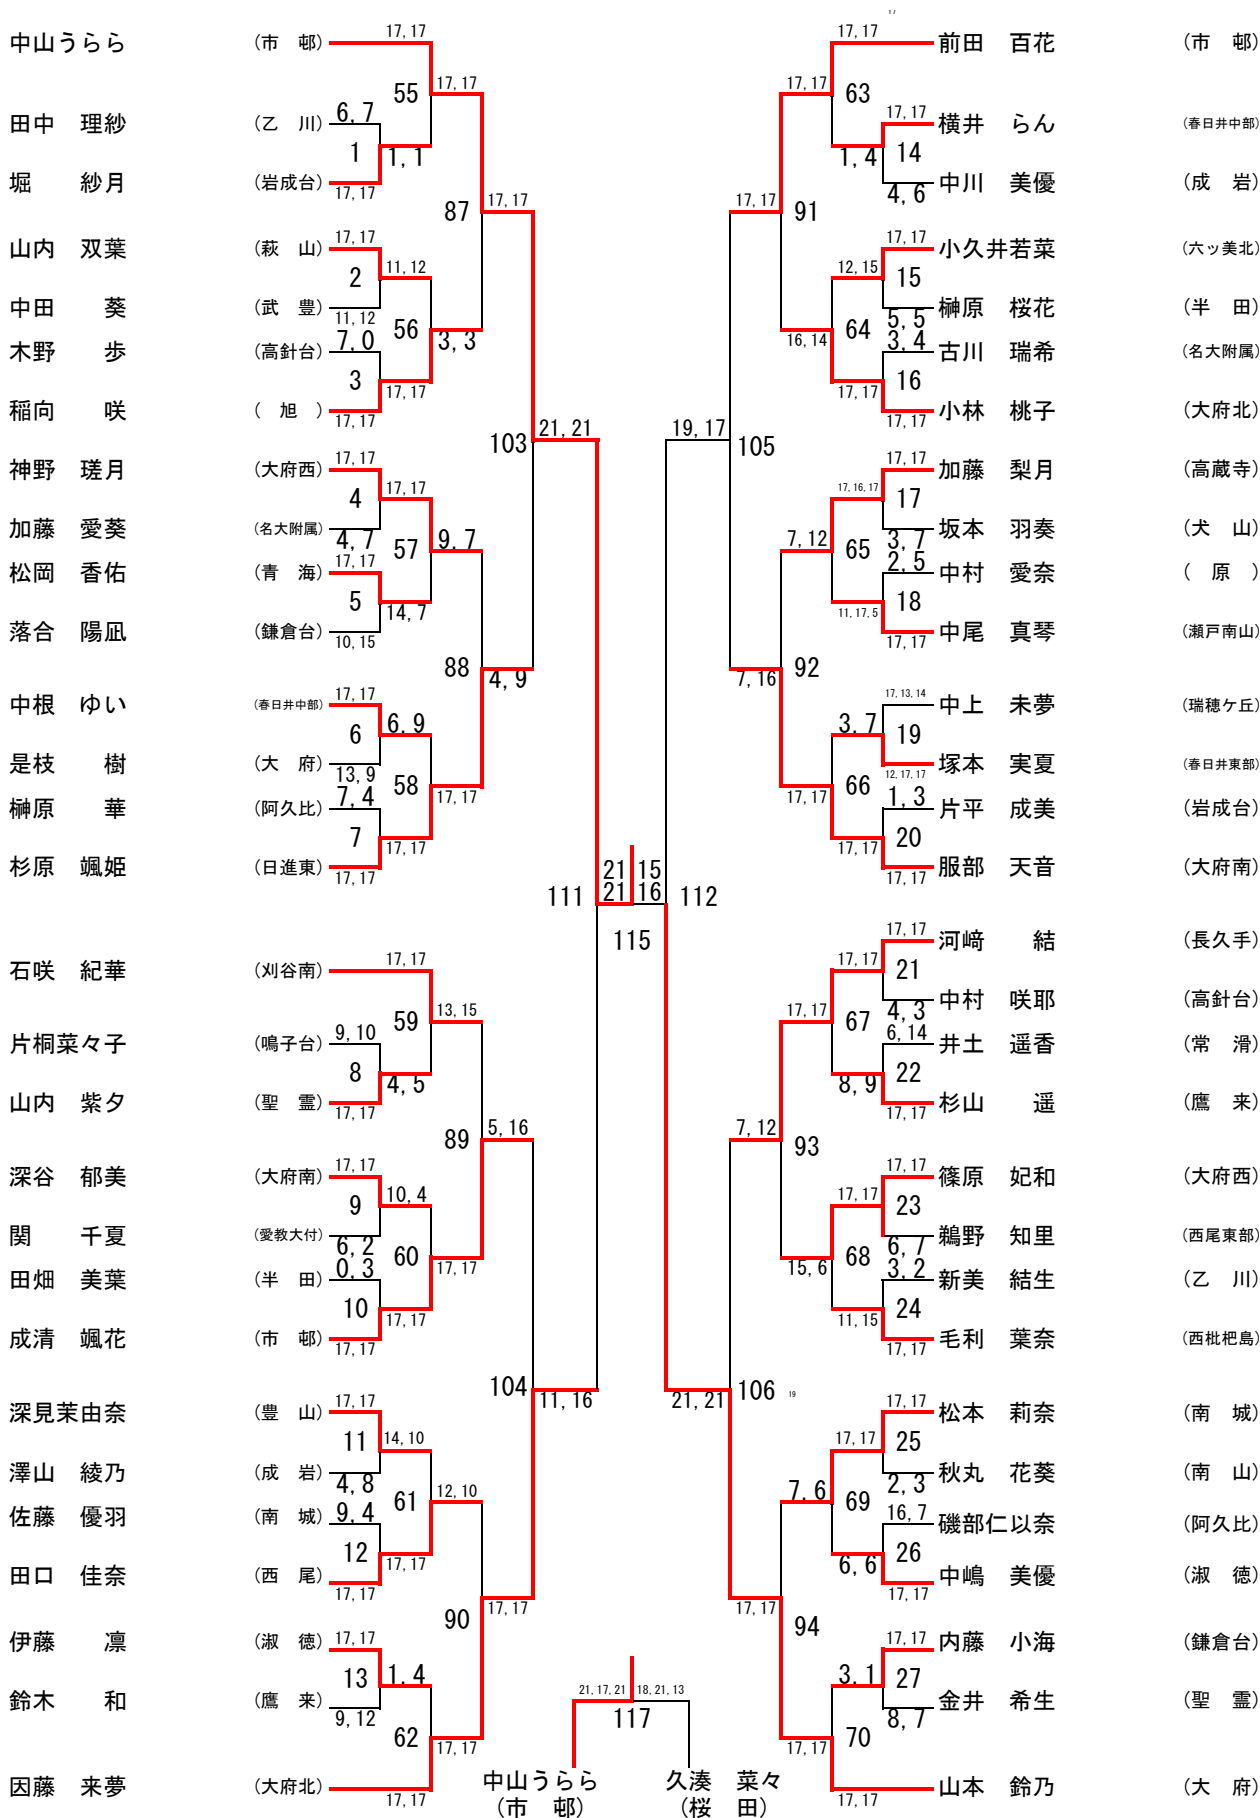 17
中山うらら (市 邨) 17,17
55 17,17
田中 理紗 (乙 川) 6,7
1 1,1
堀 紗月 (岩成台) 17,17
87 17,17
山内 双葉 (萩 山) 17,17
2 11,12
中田 葵 (武 豊) 11,12
56 3,3
木野 歩 (高針台) 7,0
3 17,17
稲向 咲 (旭) 17,17
103 21,21
神野 瑳月 (大府西) 17,17
4 17,17
加藤 愛葵 (名大附属) 4,7
57 9,7
松岡 香佑 (青 海) 17,17
5 14,7
落合 陽凪 (鎌倉台) 10,15
88 4,9
中根 ゆい (春日井中部) 17,17
6 6,9
是枝 樹 (大 府) 13,9
58 17,17
榊原 華 (阿久比) 7,4
7 17,17
杉原 颯姫 (日進東) 17,17
111 21 15
21 16 112
115
石咲 紀華 (刈谷南) 17,17
59 13,15
片桐菜々子 (鳴子台) 9,10
8 4,5
山内 紫夕 (聖 霊) 17,17
89 5,16
深谷 郁美 (大府南) 17,17
9 10,4
関 千夏 (愛教大付) 6,2
60 17,17
田畑 美葉 (半 田) 0,3
10 17,17
成清 颯花 (市 邨) 17,17
104 11,16
深見茉由奈 (豊 山) 17,17
11 14,10
澤山 綾乃 (成 岩) 4,8
61 12,10
佐藤 優羽 (南 城) 9,4
12 17,17
田口 佳奈 (西 尾) 17,17
90 17,17
伊藤 凛 (淑 徳) 17,17
13 1,4
鈴木 和 (鷹 来) 9,12
62 17,17
因藤 来夢 (大府北) 17,17
17,17 前田 百花 (市 邨)
17,17 63
17,17 横井 らん (春日井中部)
1,4 14
4,6 中川 美優 (成 岩)
17,17 91
17,17 小久井若菜 (六ッ美北)
12,15 15
5,5 榊原 桜花 (半 田)
16,14 64
3,4 古川 瑞希 (名大附属)
17,17 16
17,17 小林 桃子 (大府北)
19,17 105
17,17 加藤 梨月 (高蔵寺)
17,16,17 17
3,7 坂本 羽奏 (犬 山)
7,12 65
2,5 中村 愛奈 (原)
11,17,5 18
17,17 中尾 真琴 (瀬戸南山)
7,16 92
17,13,14 中上 未夢 (瑞穂ケ丘)
3,7 19
12,17,17 塚本 実夏 (春日井東部)
17,17 66
1,3 片平 成美 (岩成台)
17,17 20
17,17 服部 天音 (大府南)
17,17 河﨑 結 (長久手)
17,17 21
4,3 中村 咲耶 (高針台)
17,17 67
6,14 井土 遥香 (常 滑)
8,9 22
17,17 杉山 遥 (鷹 来)
7,12 93
17,17 篠原 妃和 (大府西)
17,17 23
6,7 鵜野 知里 (西尾東部)
15,6 68
3,2 新美 結生 (乙 川)
11,15 24
17,17 毛利 葉奈 (西枇杷島)
21,21 106 19
17,17 松本 莉奈 (南 城)
17,17 25
2,3 秋丸 花葵 (南 山)
7,6 69
16,7 磯部仁以奈 (阿久比)
6,6 26
17,17 中嶋 美優 (淑 徳)
17,17 94
17,17 内藤 小海 (鎌倉台)
3,1 27
8,7 金井 希生 (聖 霊)
17,17 70
17,17 山本 鈴乃 (大 府)
21,17,21 18,21,13
117
中山うらら 久湊 菜々
(市 邨) (桜 田)